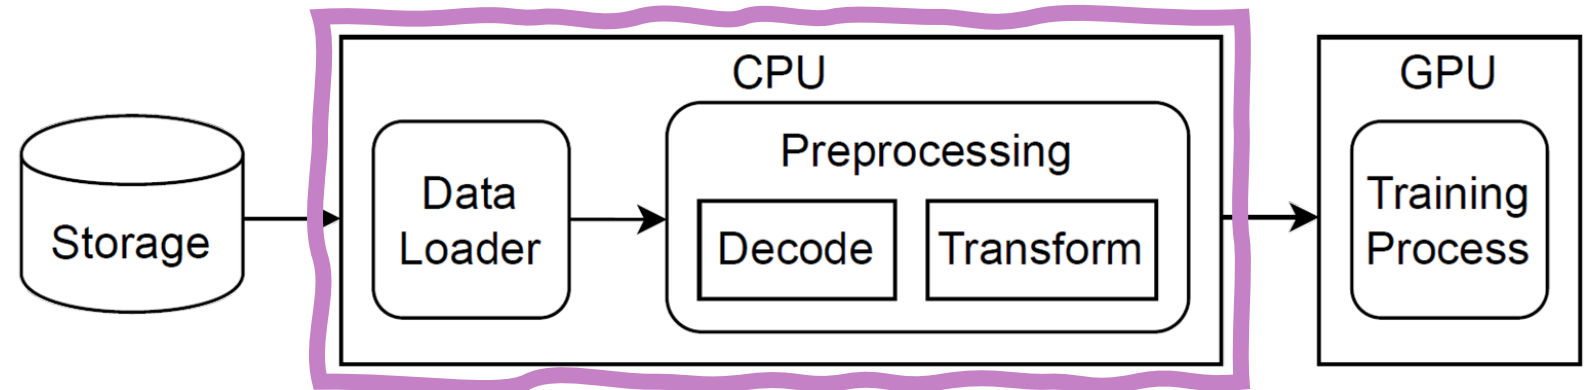 Storage
CPU
Data
Loader
Preprocessing
Decode
Transform
GPU
Training
Process